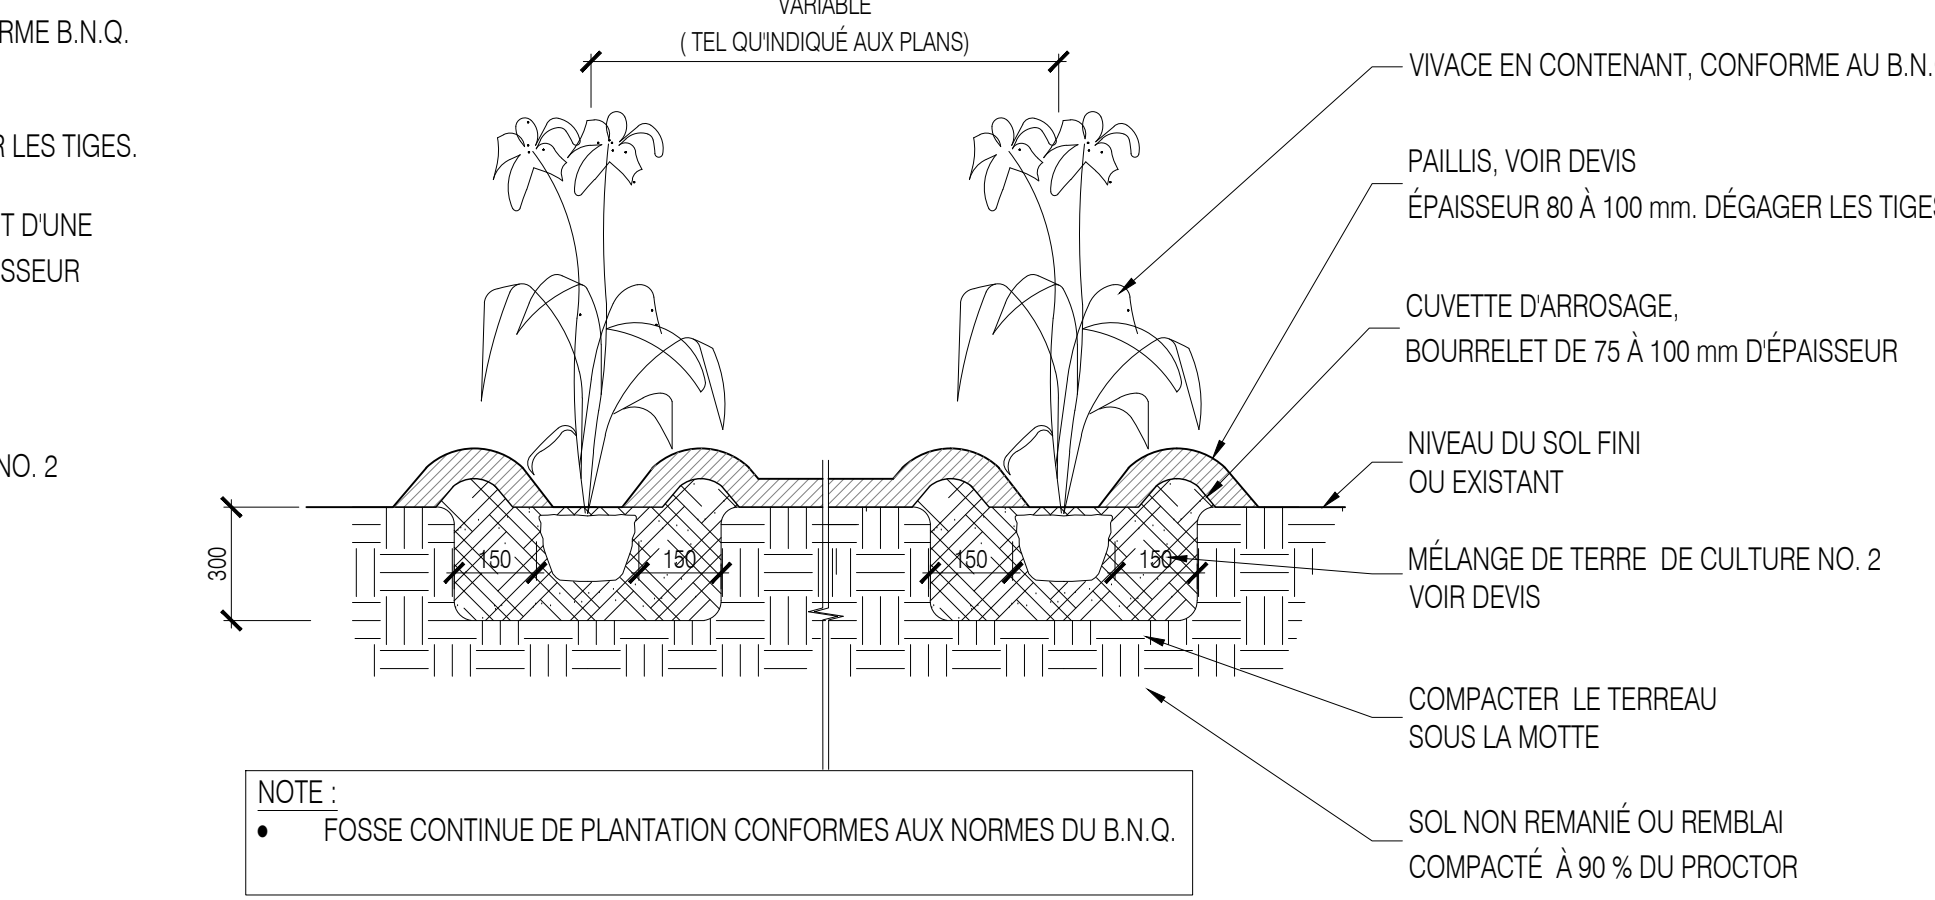 RME B.N.Q.
R LES TIGES.
T D'UNE
SSEUR
NO. 2
VARIABLE
( TEL QU'INDIQUÉ AUX PLANS)
300
150
150
150
150
VIVACE EN CONTENANT, CONFORME AU B.N.
PAILLIS, VOIR DEVIS
ÉPAISSEUR 80 À 100 mm. DÉGAGER LES TIGES
CUVETTE D'ARROSAGE,
BOURRELET DE 75 À 100 mm D'ÉPAISSEUR
NIVEAU DU SOL FINI
OU EXISTANT
MÉLANGE DE TERRE DE CULTURE NO. 2
VOIR DEVIS
COMPACTER LE TERREAU
SOUS LA MOTTE
SOL NON REMANIÉ OU REMBLAI
COMPACTÉ À 90 % DU PROCTOR
NOTE :
• FOSSE CONTINUE DE PLANTATION CONFORMES AUX NORMES DU B.N.Q.